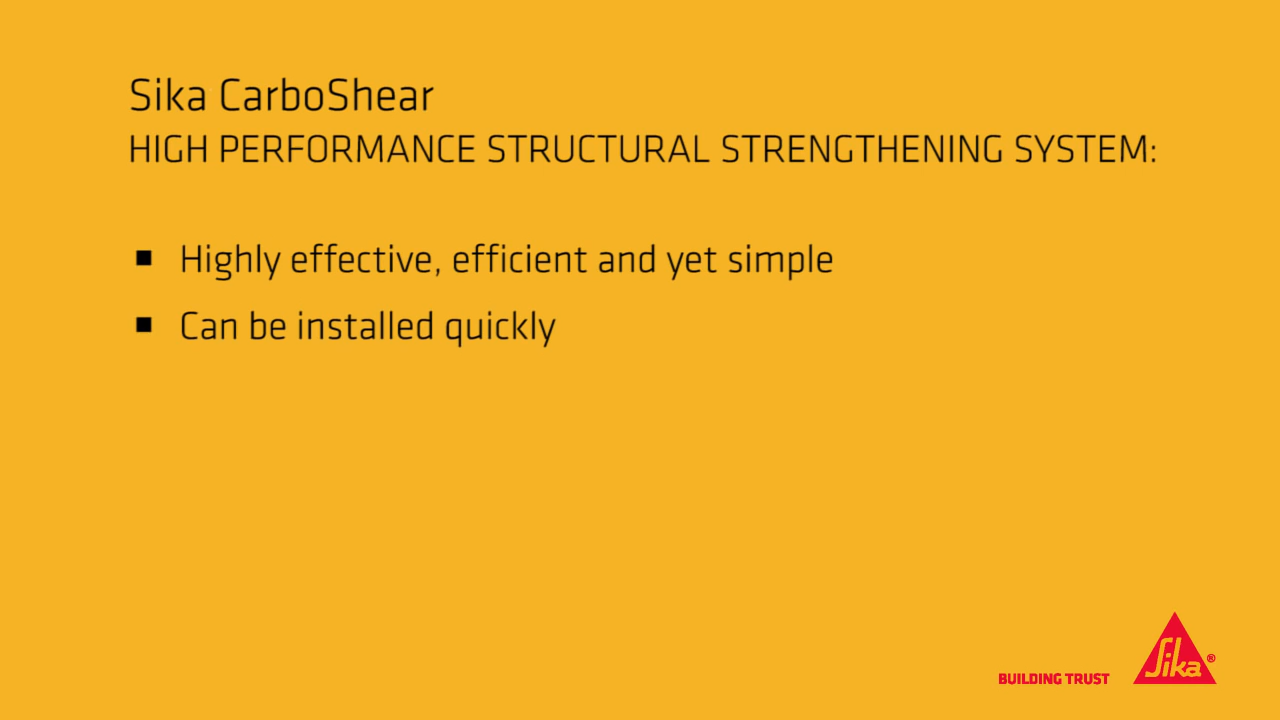 Sika CarboShear
HIGH PERFORMANCE STRUCTURAL STRENGTHENING SYSTEM:
■ Highly effective, efficient and yet simple
■ Can be installed quickly
BUILDING TRUST
Sika®